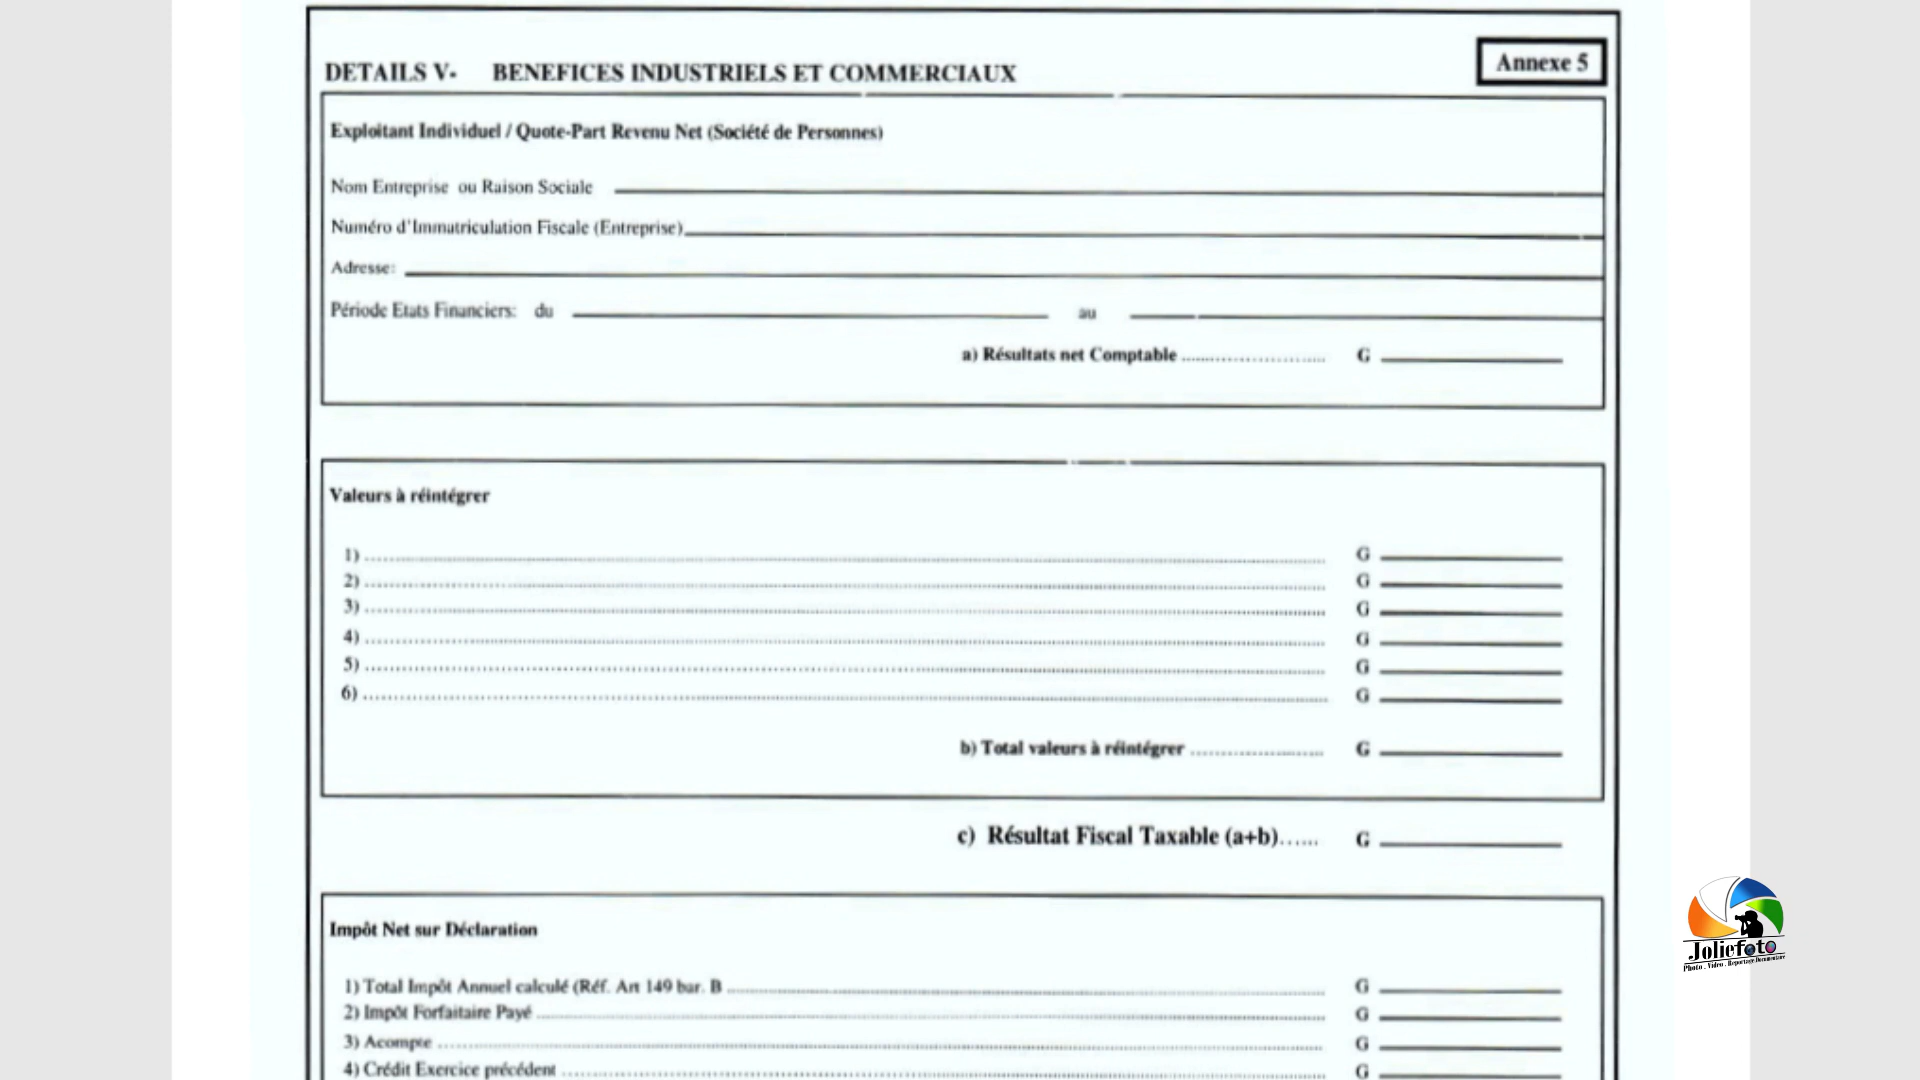 Annexe 5
DETAILS V- BENEFICES INDUSTRIELS ET COMMERCIAUX
Exploitant Individuel / Quote-Part Revenu Net (Société de Personnes)
Nom Entreprise ou Raison Sociale
Numéro d'Immatriculation Fiscale (Entreprise)
Adresse:
Période Etats Financiers: du au
a) Résultats net Comptable G
Valeurs à réintégrer
1) G
2) G
3) G
4) G
5) G
6) G
b) Total valeurs à réintégrer G
c) Résultat Fiscal Taxable (a+b) G
Impôt Net sur Déclaration
1) Total Impôt Annuel calculé (Réf. Art 149 bar. B G
2) Impôt Forfaitaire Payé G
3) Acompte G
4) Crédit Exercice précédent G
Joliefoto
Photo . Video . Reportage Documentaire